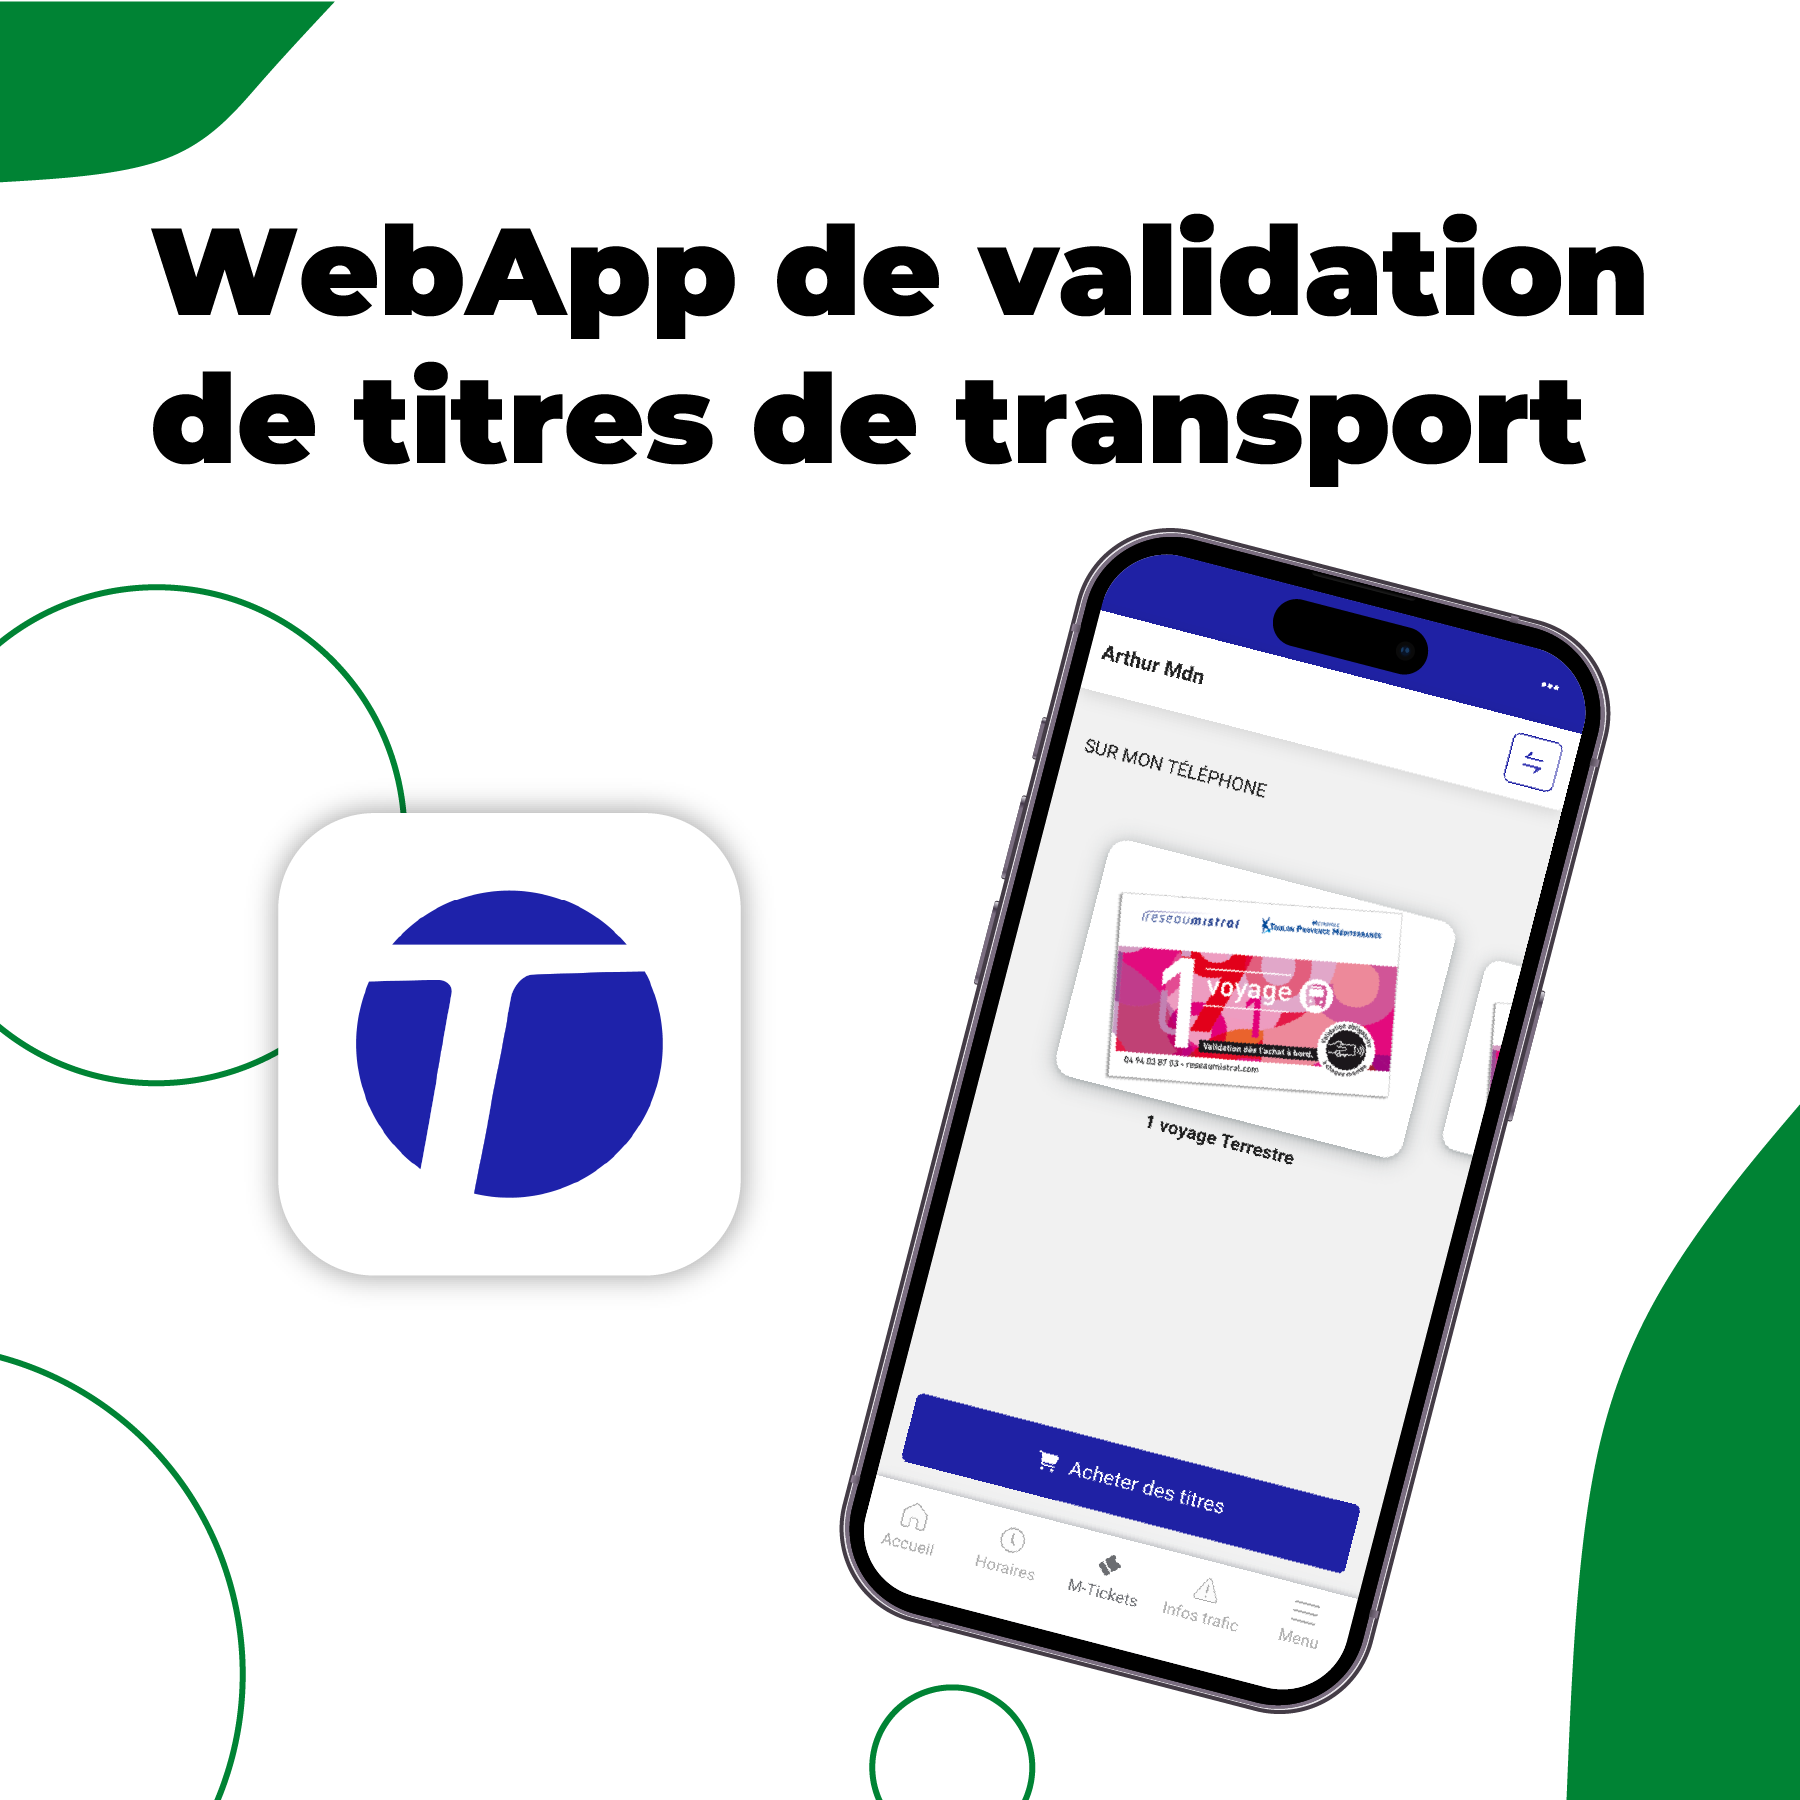 WebApp de validation
de titres de transport
Arthur Mdn
SUR MON TÉLÉPHONE
reseaumistral
MÉTROPOLE
TOULON PROVENCE MÉDITERRANÉE
1 voyage
Validation dès l'achat à bord.
04 94 03 87 03 - reseaumistral.com
1 voyage Terrestre
Acheter des titres
Accueil
Horaires
M-Tickets
Infos trafic
Menu